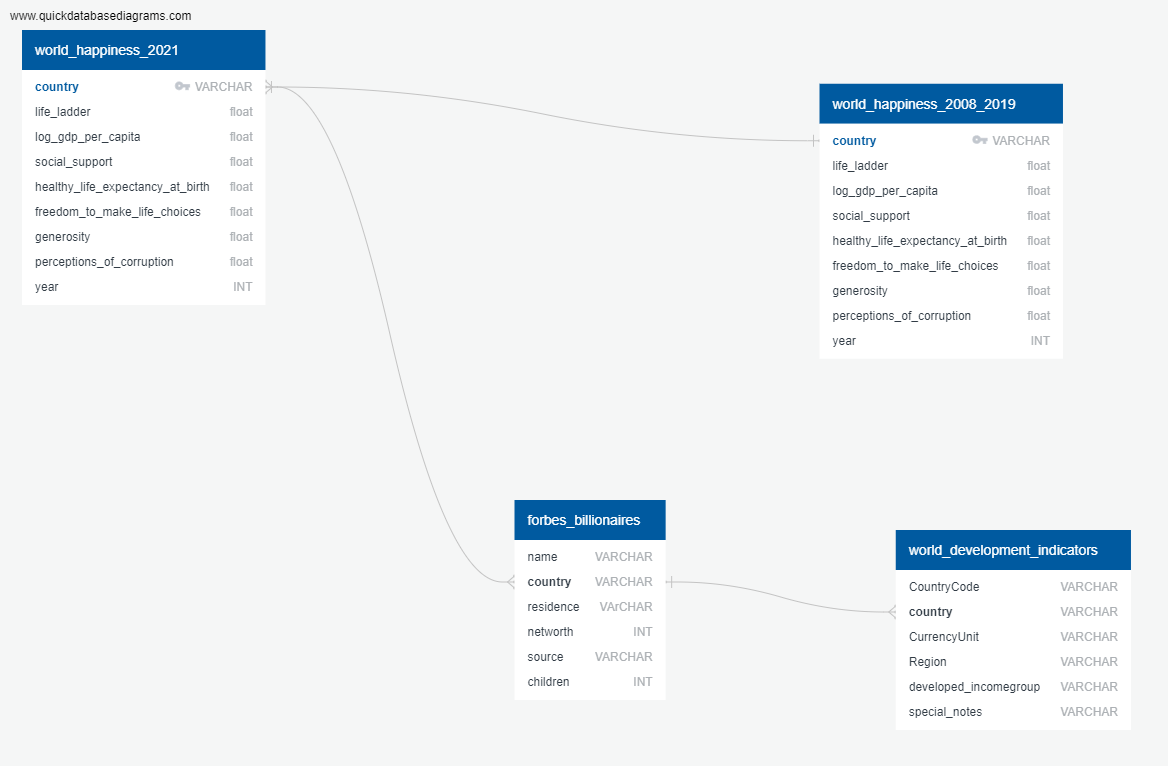 www.quickdatabasediagrams.com
world_happiness_2021
country VARCHAR
life_ladder float
log_gdp_per_capita float
social_support float
healthy_life_expectancy_at_birth float
freedom_to_make_life_choices float
generosity float
perceptions_of_corruption float
year INT
world_happiness_2008_2019
country VARCHAR
life_ladder float
log_gdp_per_capita float
social_support float
healthy_life_expectancy_at_birth float
freedom_to_make_life_choices float
generosity float
perceptions_of_corruption float
year INT
forbes_billionaires
name VARCHAR
country VARCHAR
residence VArCHAR
networth INT
source VARCHAR
children INT
world_development_indicators
CountryCode VARCHAR
country VARCHAR
CurrencyUnit VARCHAR
Region VARCHAR
developed_incomegroup VARCHAR
special_notes VARCHAR